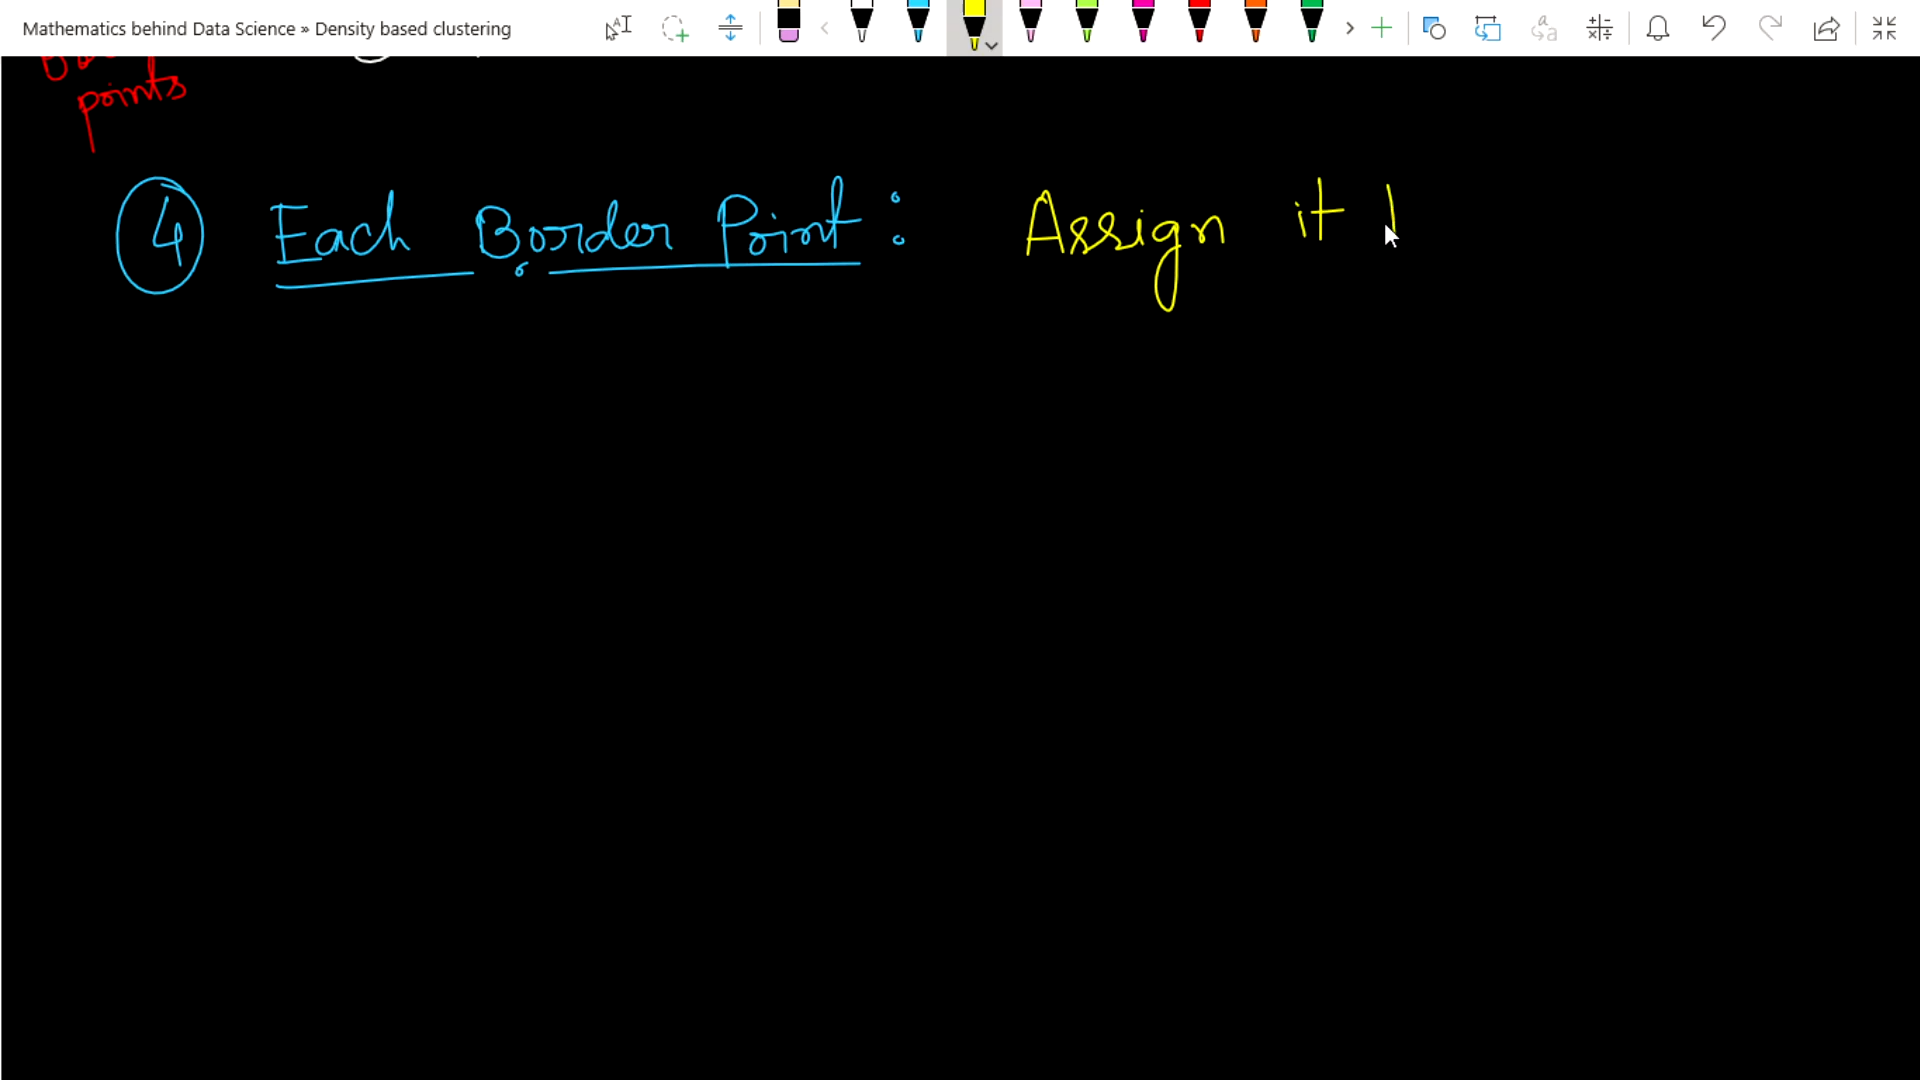 Mathematics behind Data Science » Density based clustering
points
④ Each Border Point : Assign it